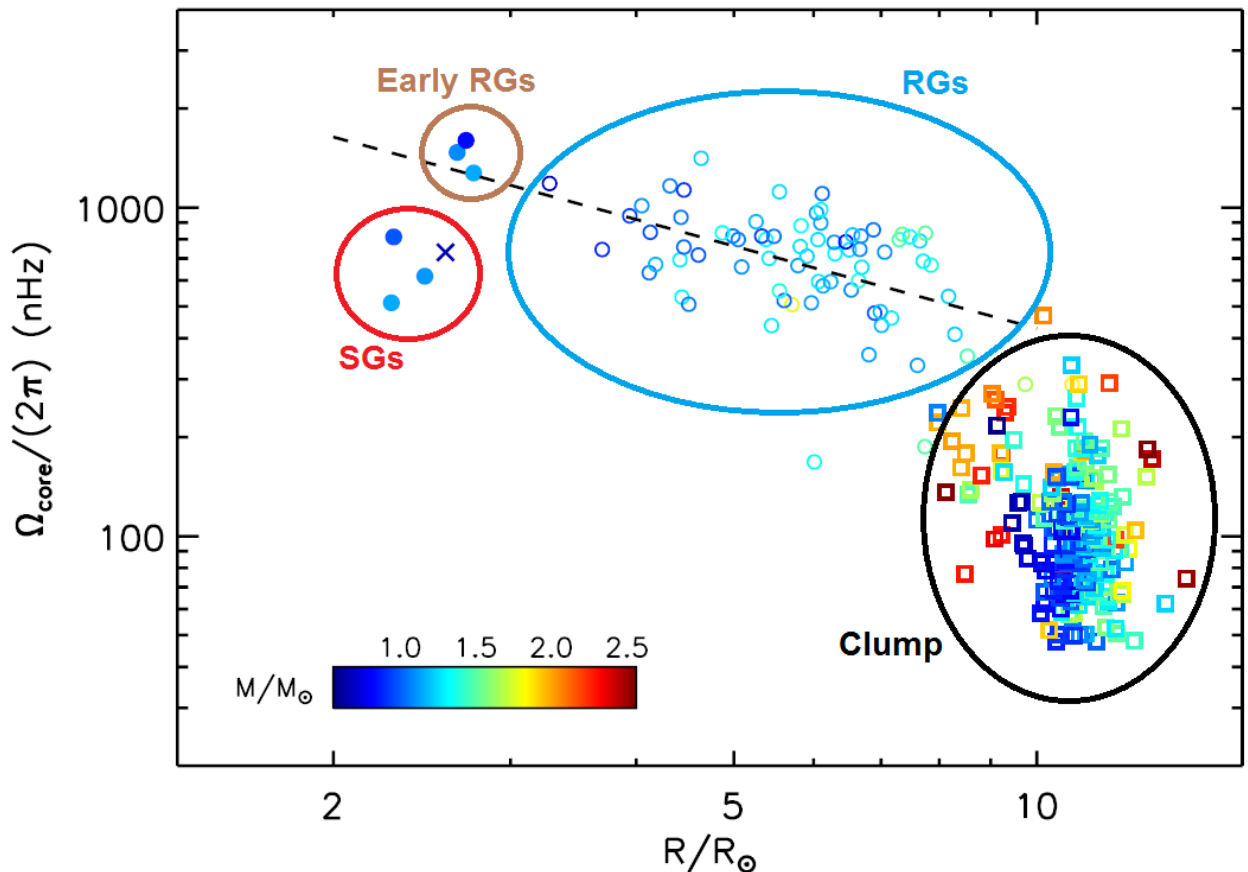 Early RGs
RGs
1000
SGs
Ω_core/(2π) (nHz)
100
Clump
1.0 1.5 2.0 2.5
M/M⊙
2 5 10
R/R⊙